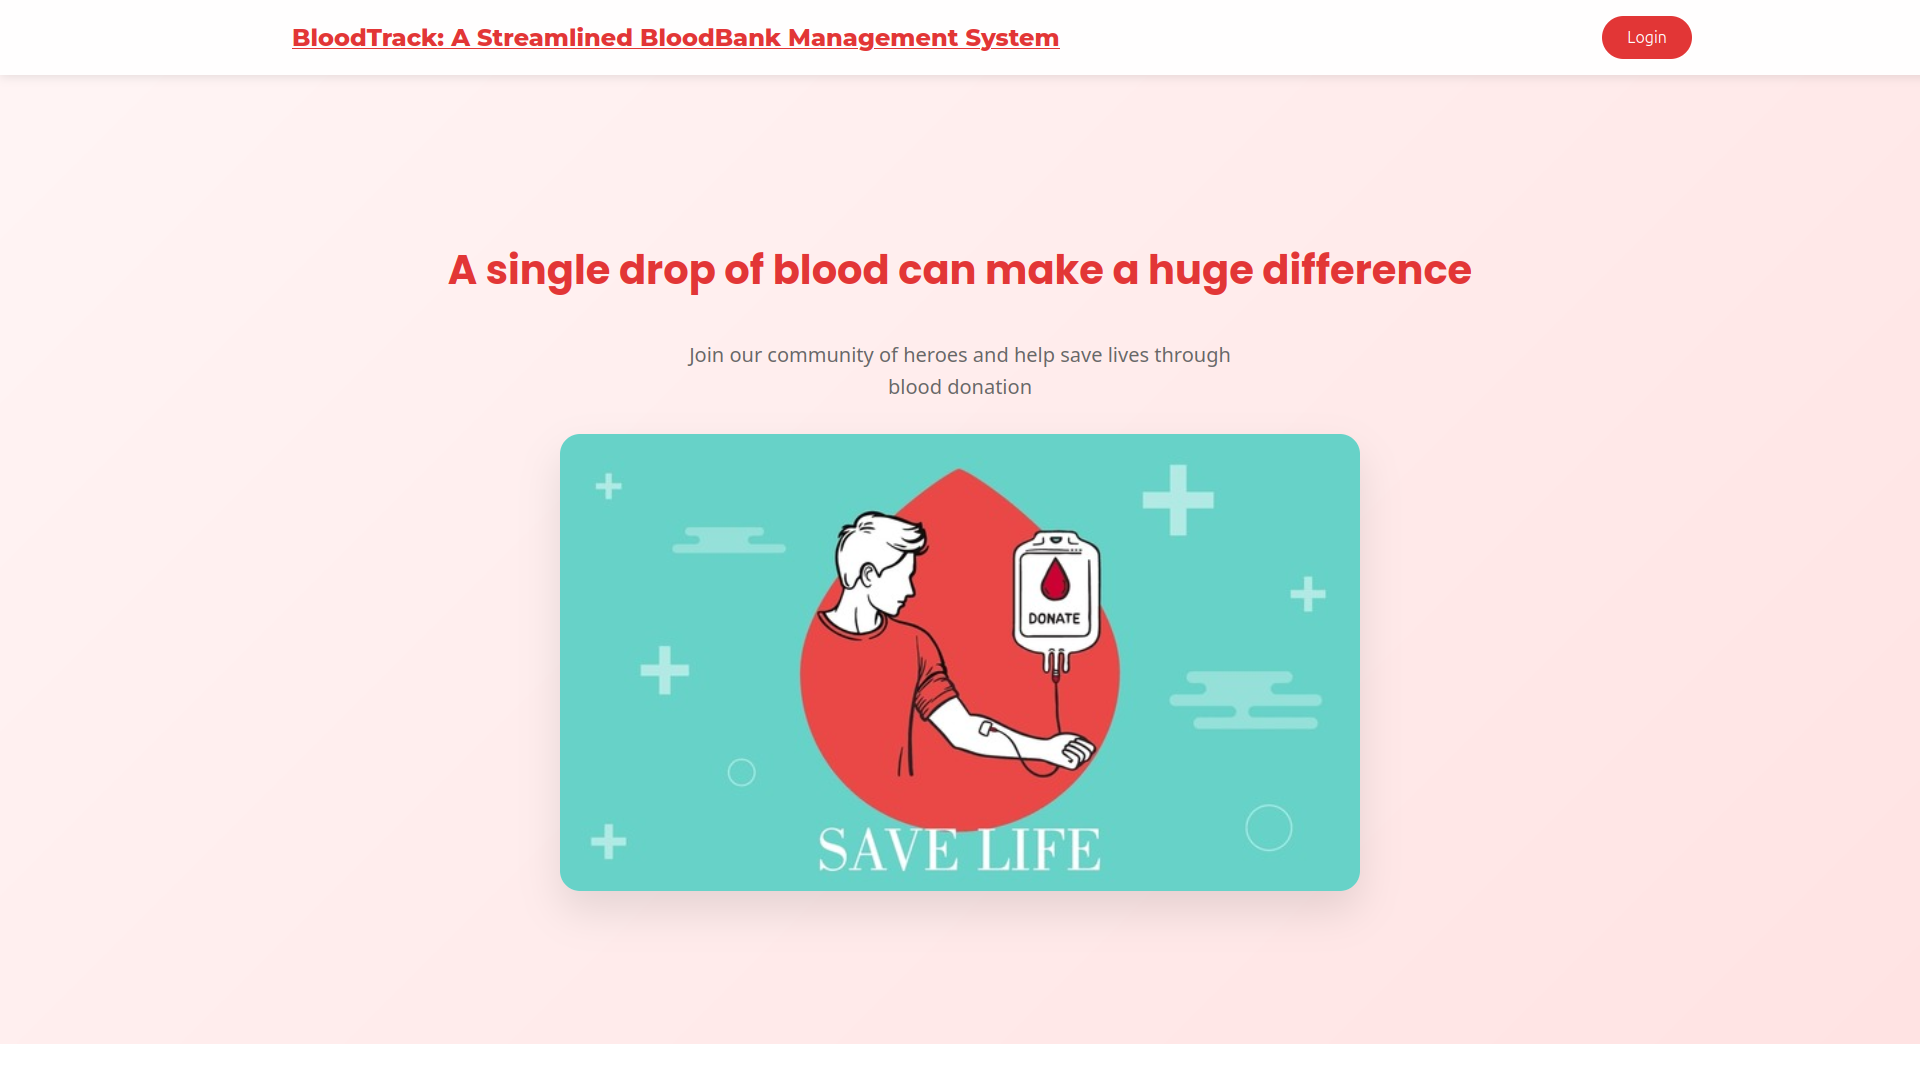 BloodTrack: A Streamlined BloodBank Management System
Login
A single drop of blood can make a huge difference
Join our community of heroes and help save lives through
blood donation
DONATE
SAVE LIFE